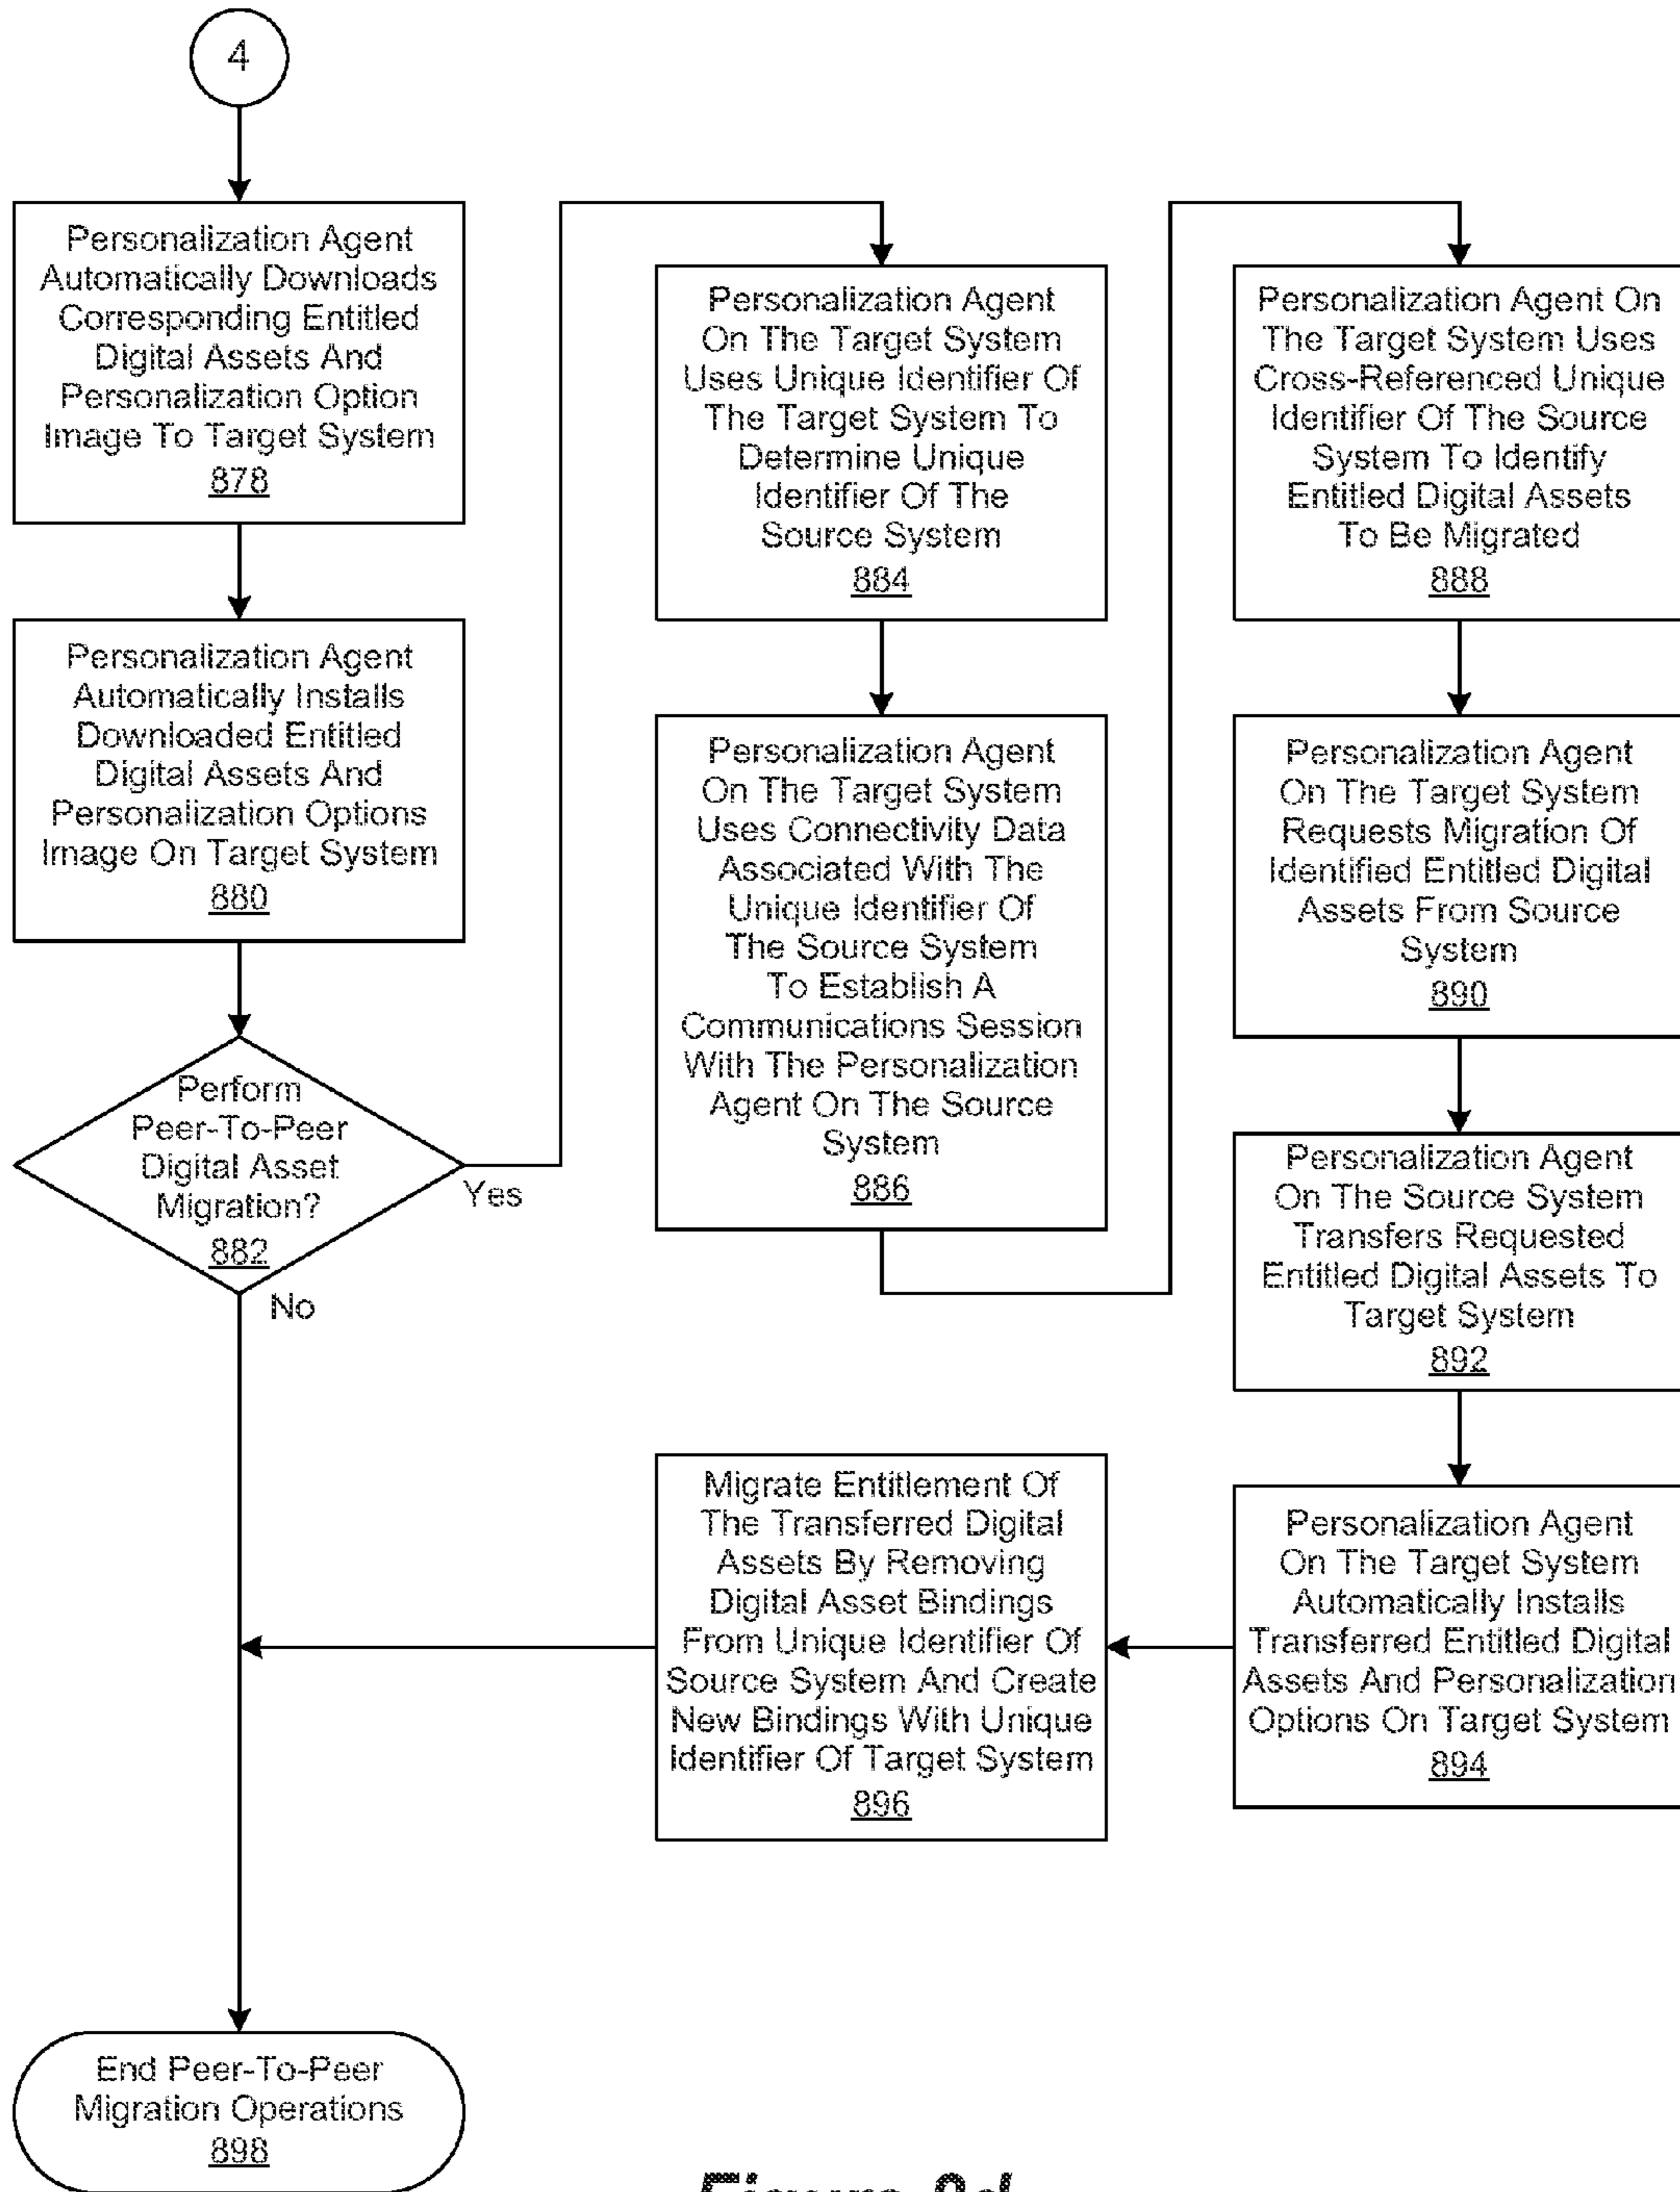 4
Personalization Agent
Automatically Downloads
Corresponding Entitled
Digital Assets And
Personalization Option
Image To Target System
878
Personalization Agent
Automatically Installs
Downloaded Entitled
Digital Assets And
Personalization Options
Image On Target System
880
Perform
Peer-To-Peer
Digital Asset
Migration?
882
Yes
No
Personalization Agent
On The Target System
Uses Unique Identifier Of
The Target System To
Determine Unique
Identifier Of The
Source System
884
Personalization Agent
On The Target System
Uses Connectivity Data
Associated With The
Unique Identifier Of
The Source System
To Establish A
Communications Session
With The Personalization
Agent On The Source
System
886
Personalization Agent On
The Target System Uses
Cross-Referenced Unique
Identifier Of The Source
System To Identify
Entitled Digital Assets
To Be Migrated
888
Personalization Agent
On The Target System
Requests Migration Of
Identified Entitled Digital
Assets From Source
System
890
Personalization Agent
On The Source System
Transfers Requested
Entitled Digital Assets To
Target System
892
Personalization Agent
On The Target System
Automatically Installs
Transferred Entitled Digital
Assets And Personalization
Options On Target System
894
Migrate Entitlement Of
The Transferred Digital
Assets By Removing
Digital Asset Bindings
From Unique Identifier Of
Source System And Create
New Bindings With Unique
Identifier Of Target System
896
End Peer-To-Peer
Migration Operations
898